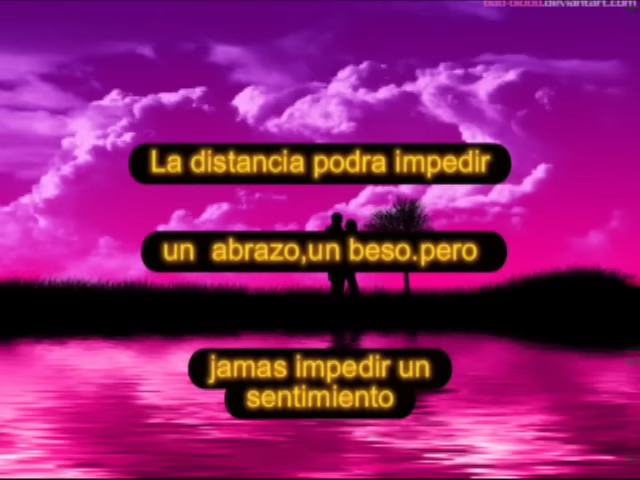 La distancia podra impedir
un  abrazo,un beso.pero
jamas impedir un
sentimiento